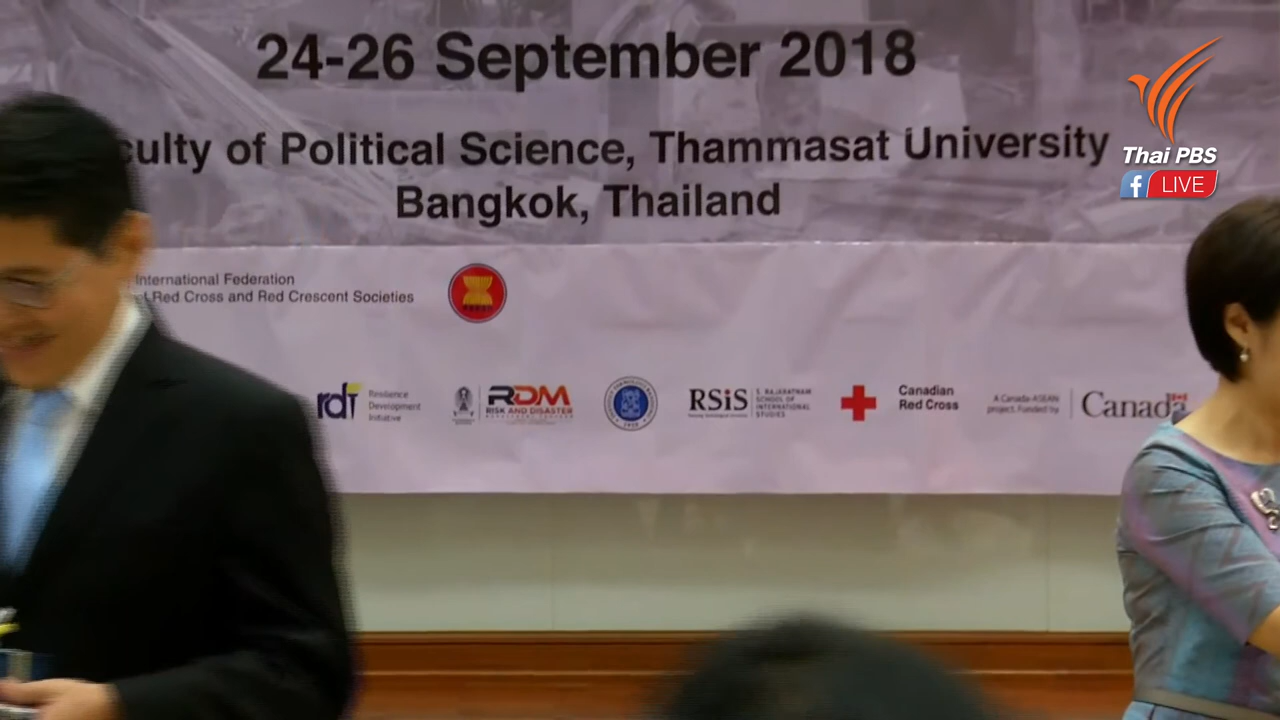 24-26 September 2018
culty of Political Science, Thammasat University
Bangkok, Thailand
Thai PBS
f LIVE
International Federation
Red Cross and Red Crescent Societies
rdi Resilience
Development
Initiative
RDM
RISK AND DISASTER
RSiS
S. RAJARATNAM
SCHOOL OF
INTERNATIONAL
STUDIES
Canadian
Red Cross
A Canada-ASEAN
project. Funded by
Canada